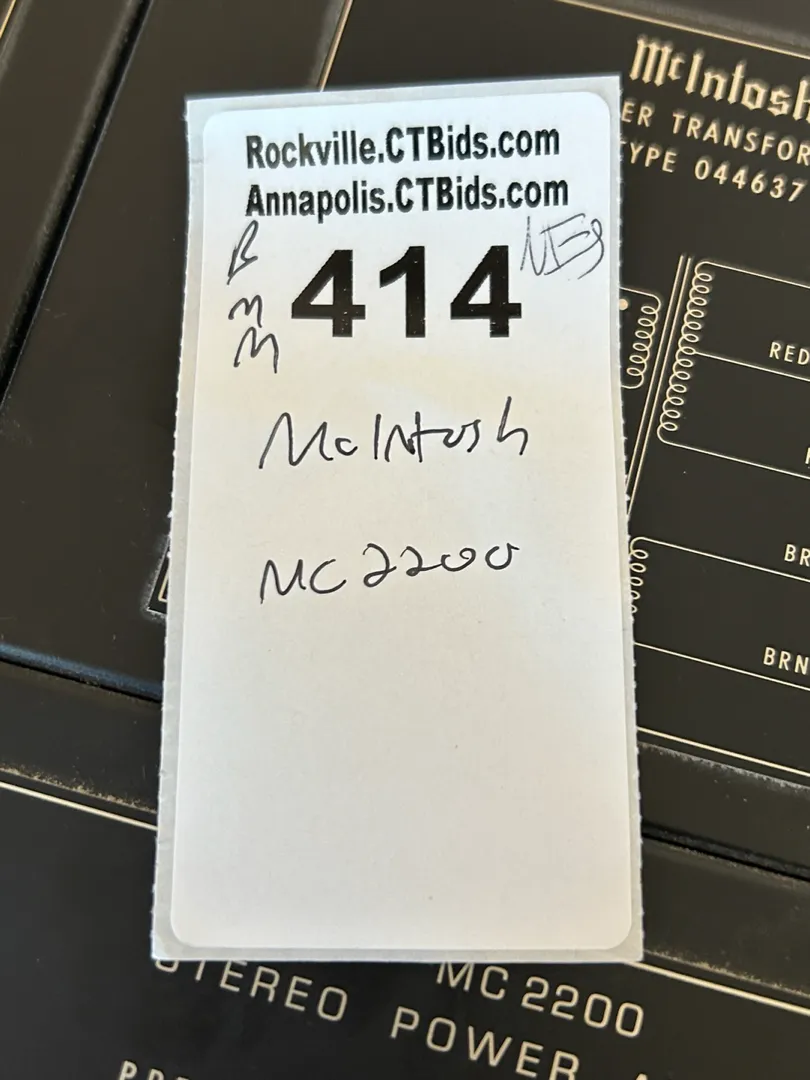 McIntosh
ER TRANSFOR
TYPE 044637
Rockville.CTBids.com
Annapolis.CTBids.com
414
McIntosh
MC2200
RED
BR
BRN
MC 2200
STEREO POWER